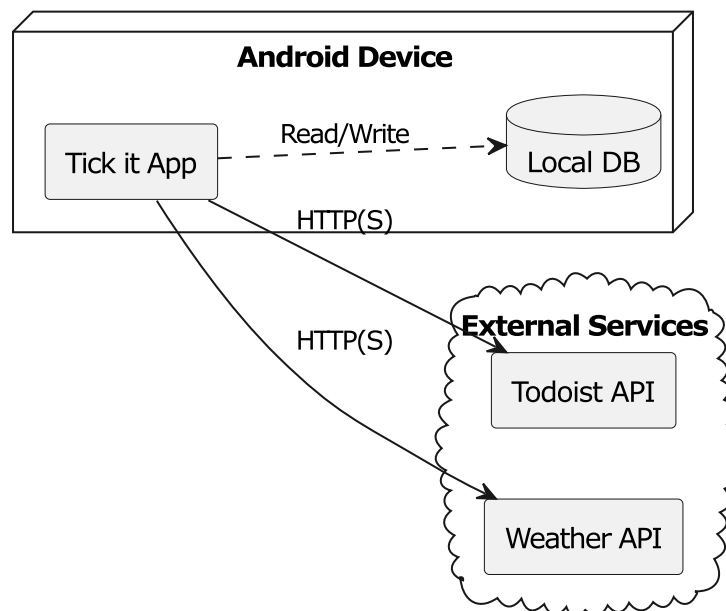 Android Device
Read/Write
Tick it App
Local DB
HTTP(S)
External Services
HTTP(S)
Todoist API
Weather API